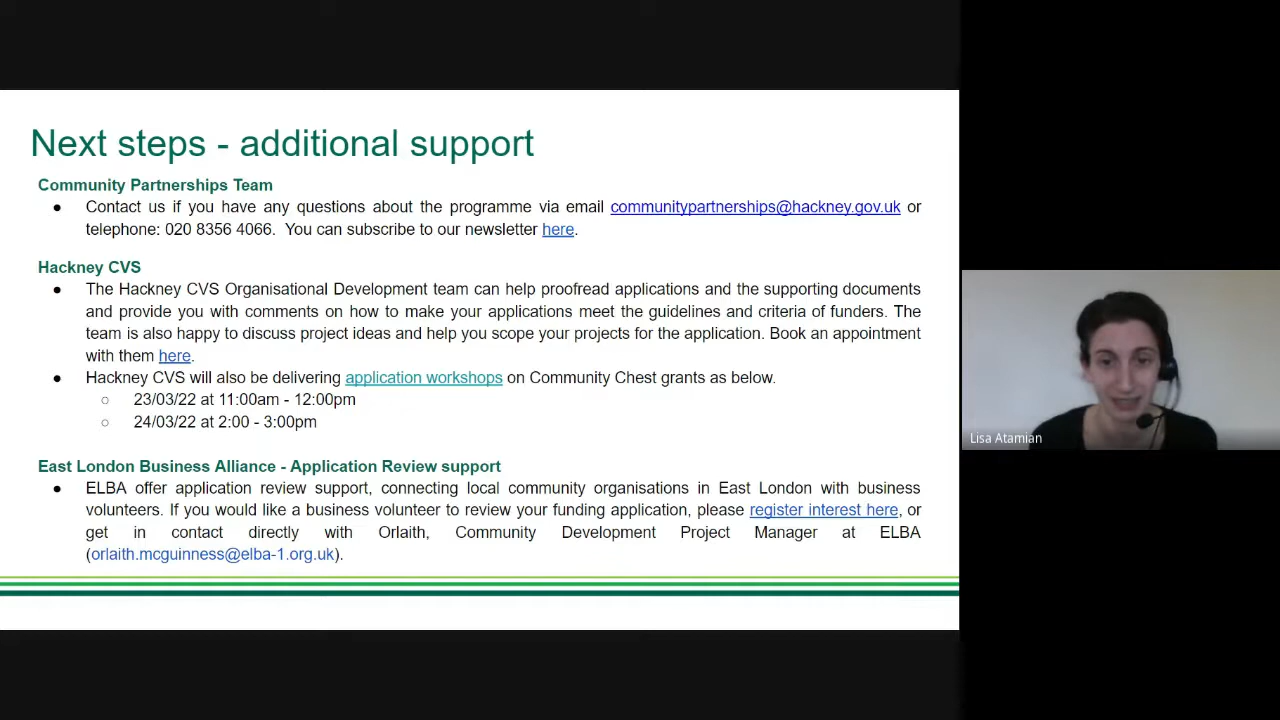 Next steps - additional support
Community Partnerships Team
● Contact us if you have any questions about the programme via email communitypartnerships@hackney.gov.uk or
telephone: 020 8356 4066. You can subscribe to our newsletter here.
Hackney CVS
● The Hackney CVS Organisational Development team can help proofread applications and the supporting documents
and provide you with comments on how to make your applications meet the guidelines and criteria of funders. The
team is also happy to discuss project ideas and help you scope your projects for the application. Book an appointment
with them here.
● Hackney CVS will also be delivering application workshops on Community Chest grants as below.
○ 23/03/22 at 11:00am - 12:00pm
○ 24/03/22 at 2:00 - 3:00pm
East London Business Alliance - Application Review support
● ELBA offer application review support, connecting local community organisations in East London with business
volunteers. If you would like a business volunteer to review your funding application, please register interest here, or
get in contact directly with Orlaith, Community Development Project Manager at ELBA
(orlaith.mcguinness@elba-1.org.uk).
Lisa Atamian